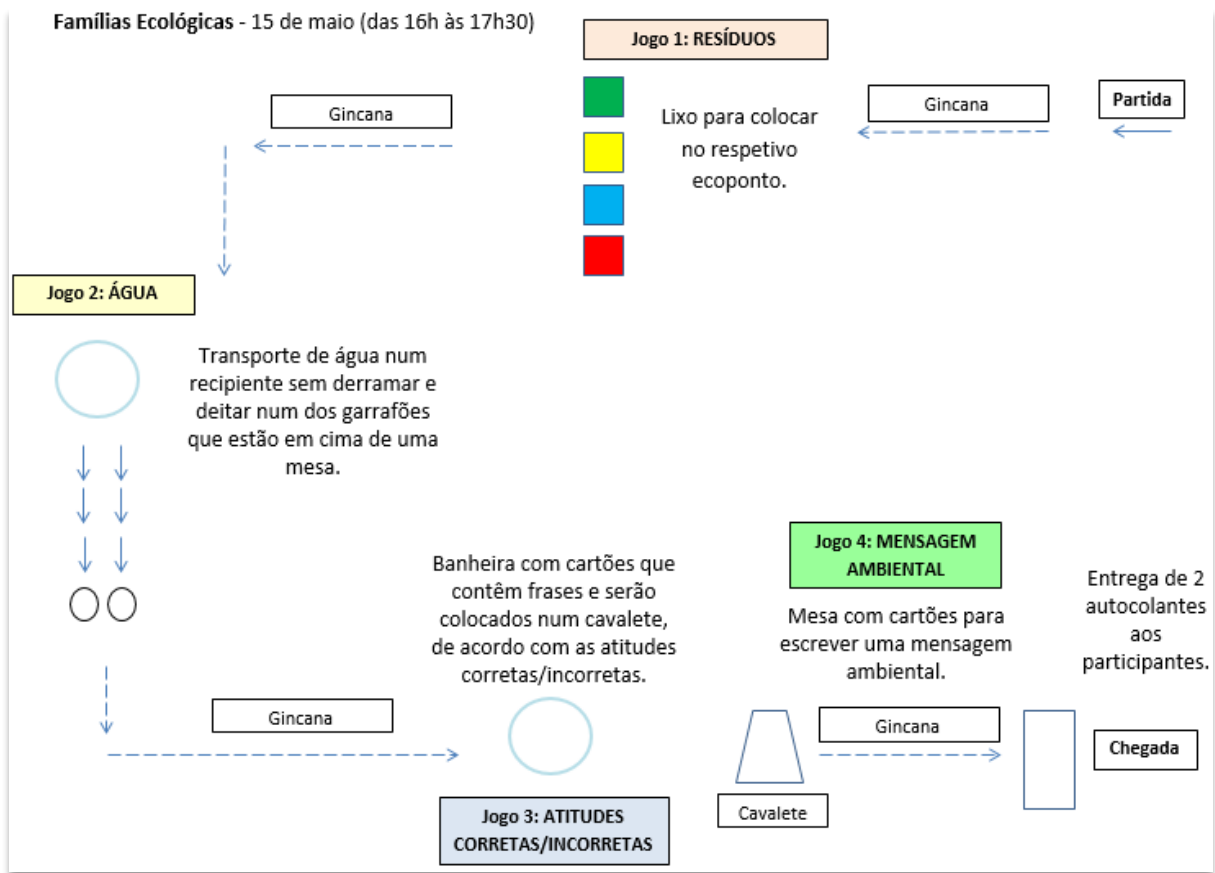 Famílias Ecológicas - 15 de maio (das 16h às 17h30)
Jogo 1: RESÍDUOS
Partida
Gincana
Lixo para colocar
no respetivo
ecoponto.
Gincana
Jogo 2: ÁGUA
Transporte de água num
recipiente sem derramar e
deitar num dos garrafões
que estão em cima de uma
mesa.
Gincana
Banheira com cartões que
contêm frases e serão
colocados num cavalete,
de acordo com as atitudes
corretas/incorretas.
Jogo 3: ATITUDES
CORRETAS/INCORRETAS
Cavalete
Jogo 4: MENSAGEM
AMBIENTAL
Mesa com cartões para
escrever uma mensagem
ambiental.
Gincana
Entrega de 2
autocolantes
aos
participantes.
Chegada